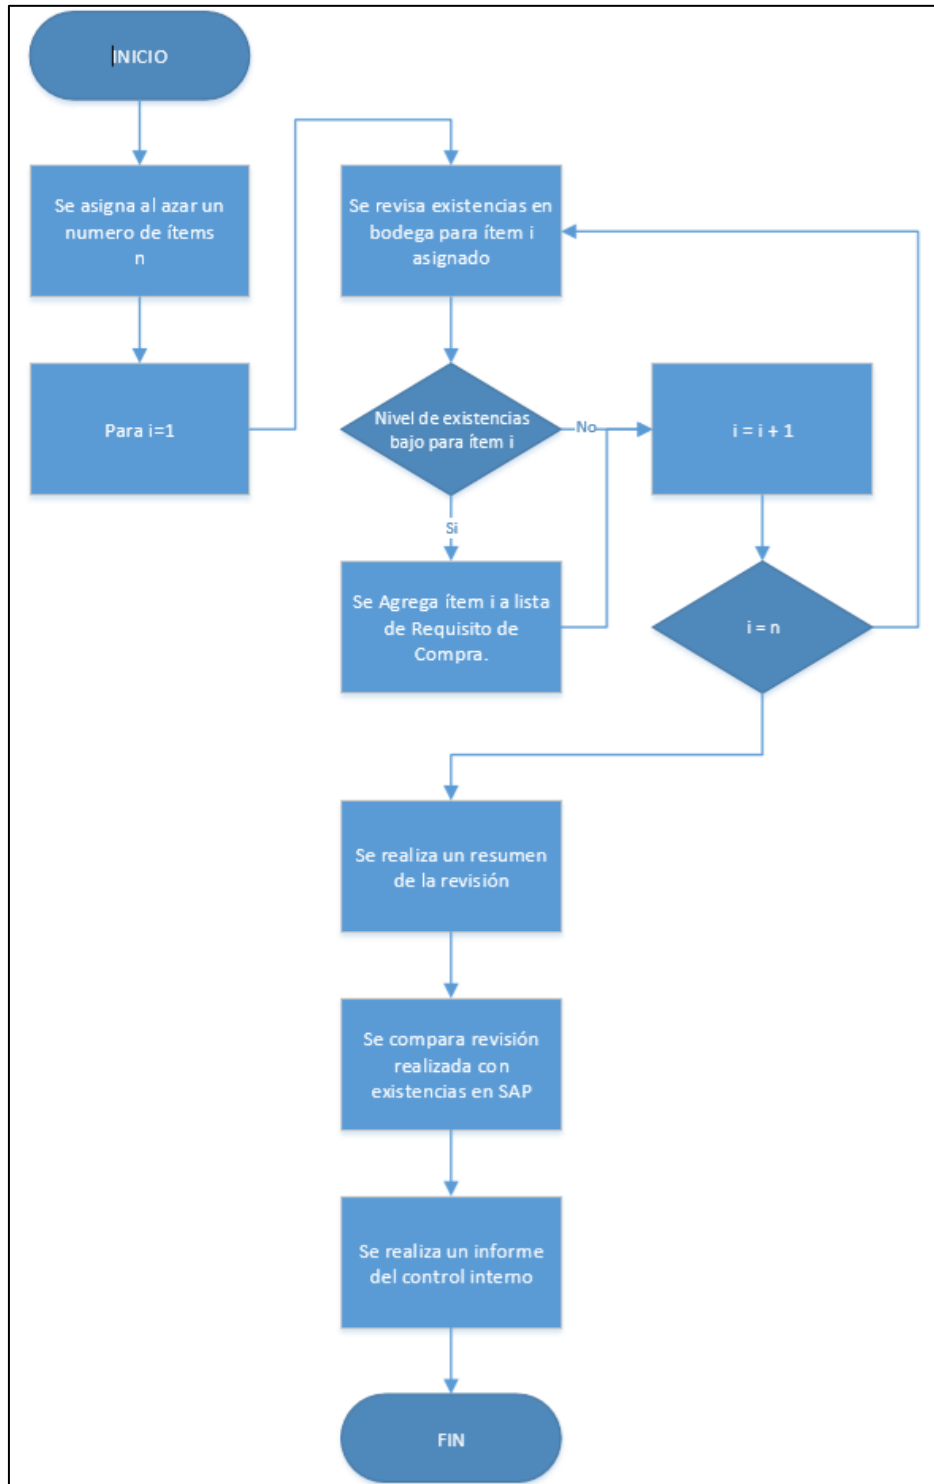 INICIO
Se asigna al azar un
numero de ítems
n
Para i=1
Se revisa existencias en
bodega para ítem i
asignado
Nivel de existencias
bajo para ítem i
No
i = i + 1
Si
Se Agrega ítem i a lista
de Requisito de
Compra.
i = n
Se realiza un resumen
de la revisión
Se compara revisión
realizada con
existencias en SAP
Se realiza un informe
del control interno
FIN